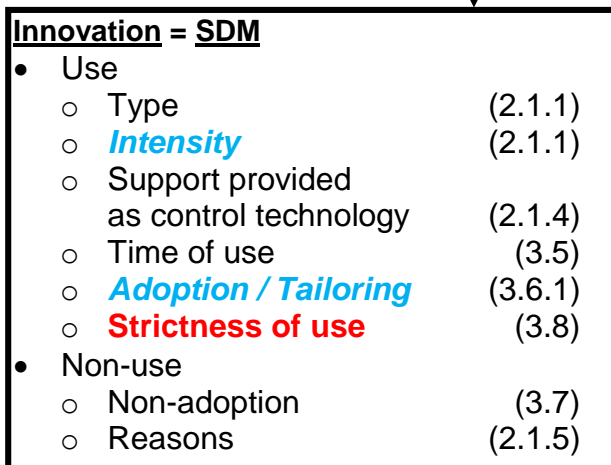 Innovation = SDM
• Use
o Type (2.1.1)
o Intensity (2.1.1)
o Support provided
as control technology (2.1.4)
o Time of use (3.5)
o Adoption / Tailoring (3.6.1)
o Strictness of use (3.8)
• Non-use
o Non-adoption (3.7)
o Reasons (2.1.5)